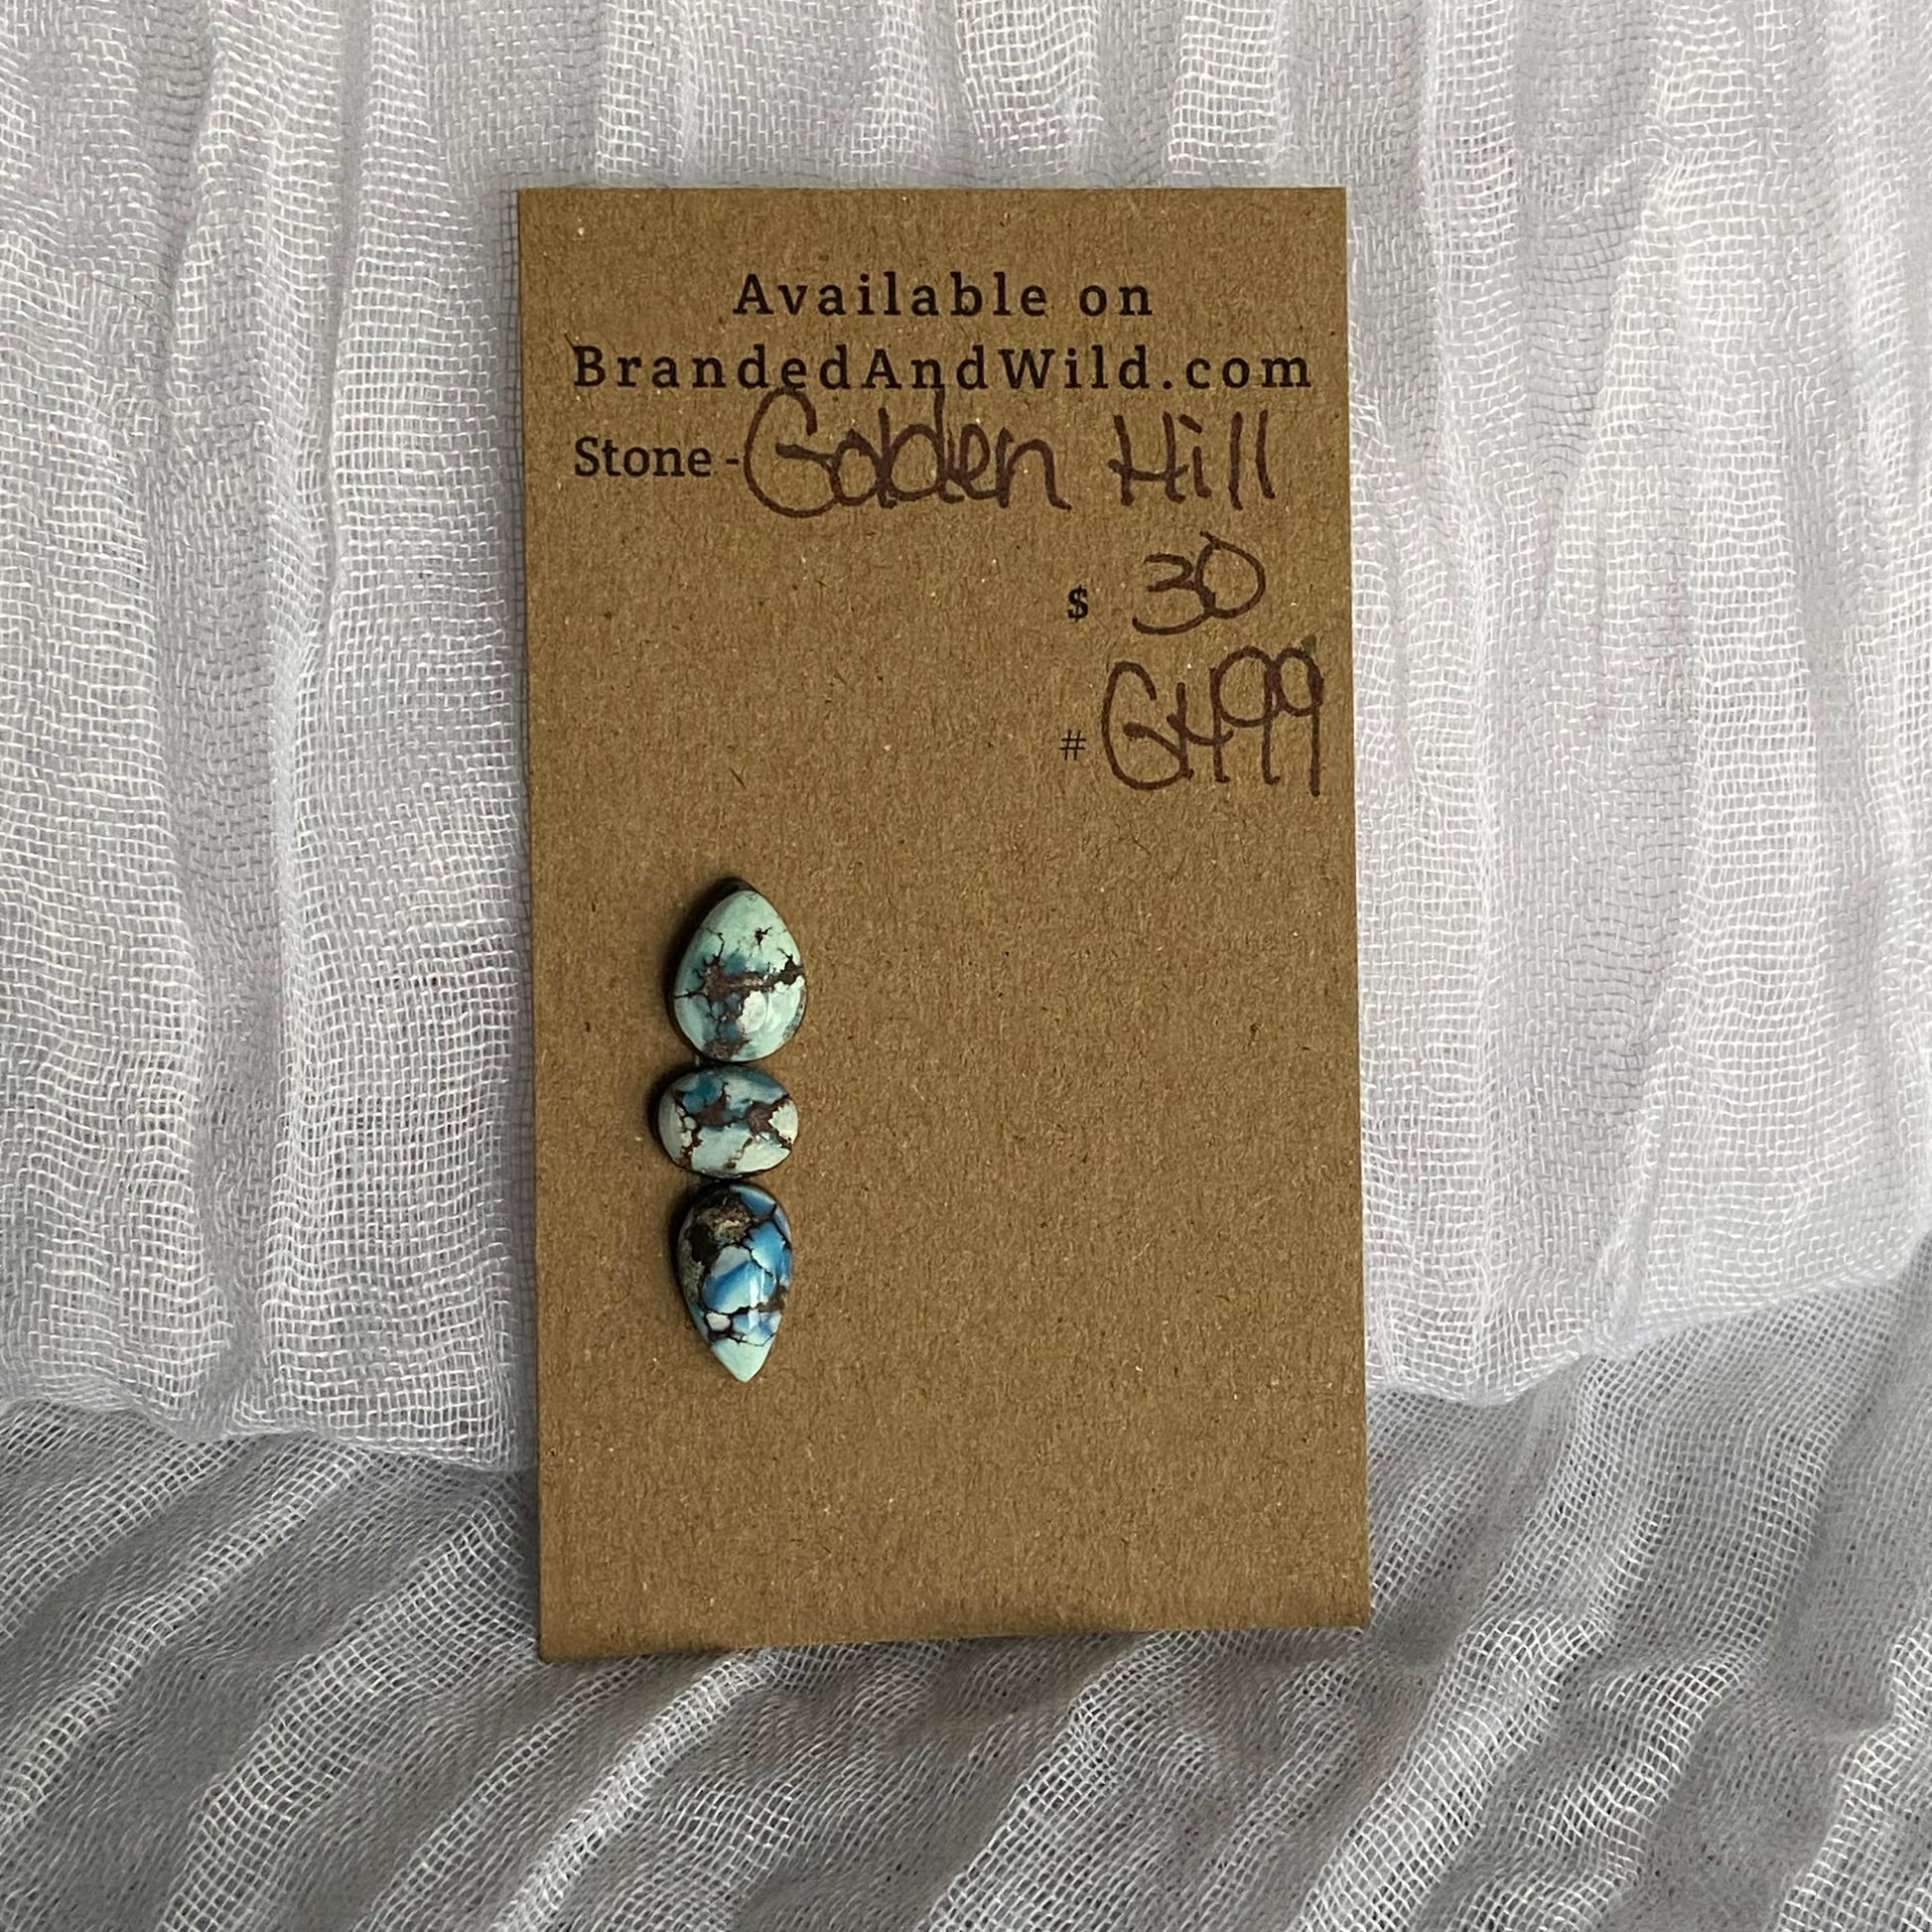 Available on
BrandedAndWild.com
Stone - Golden Hill
$ 30
# GH99